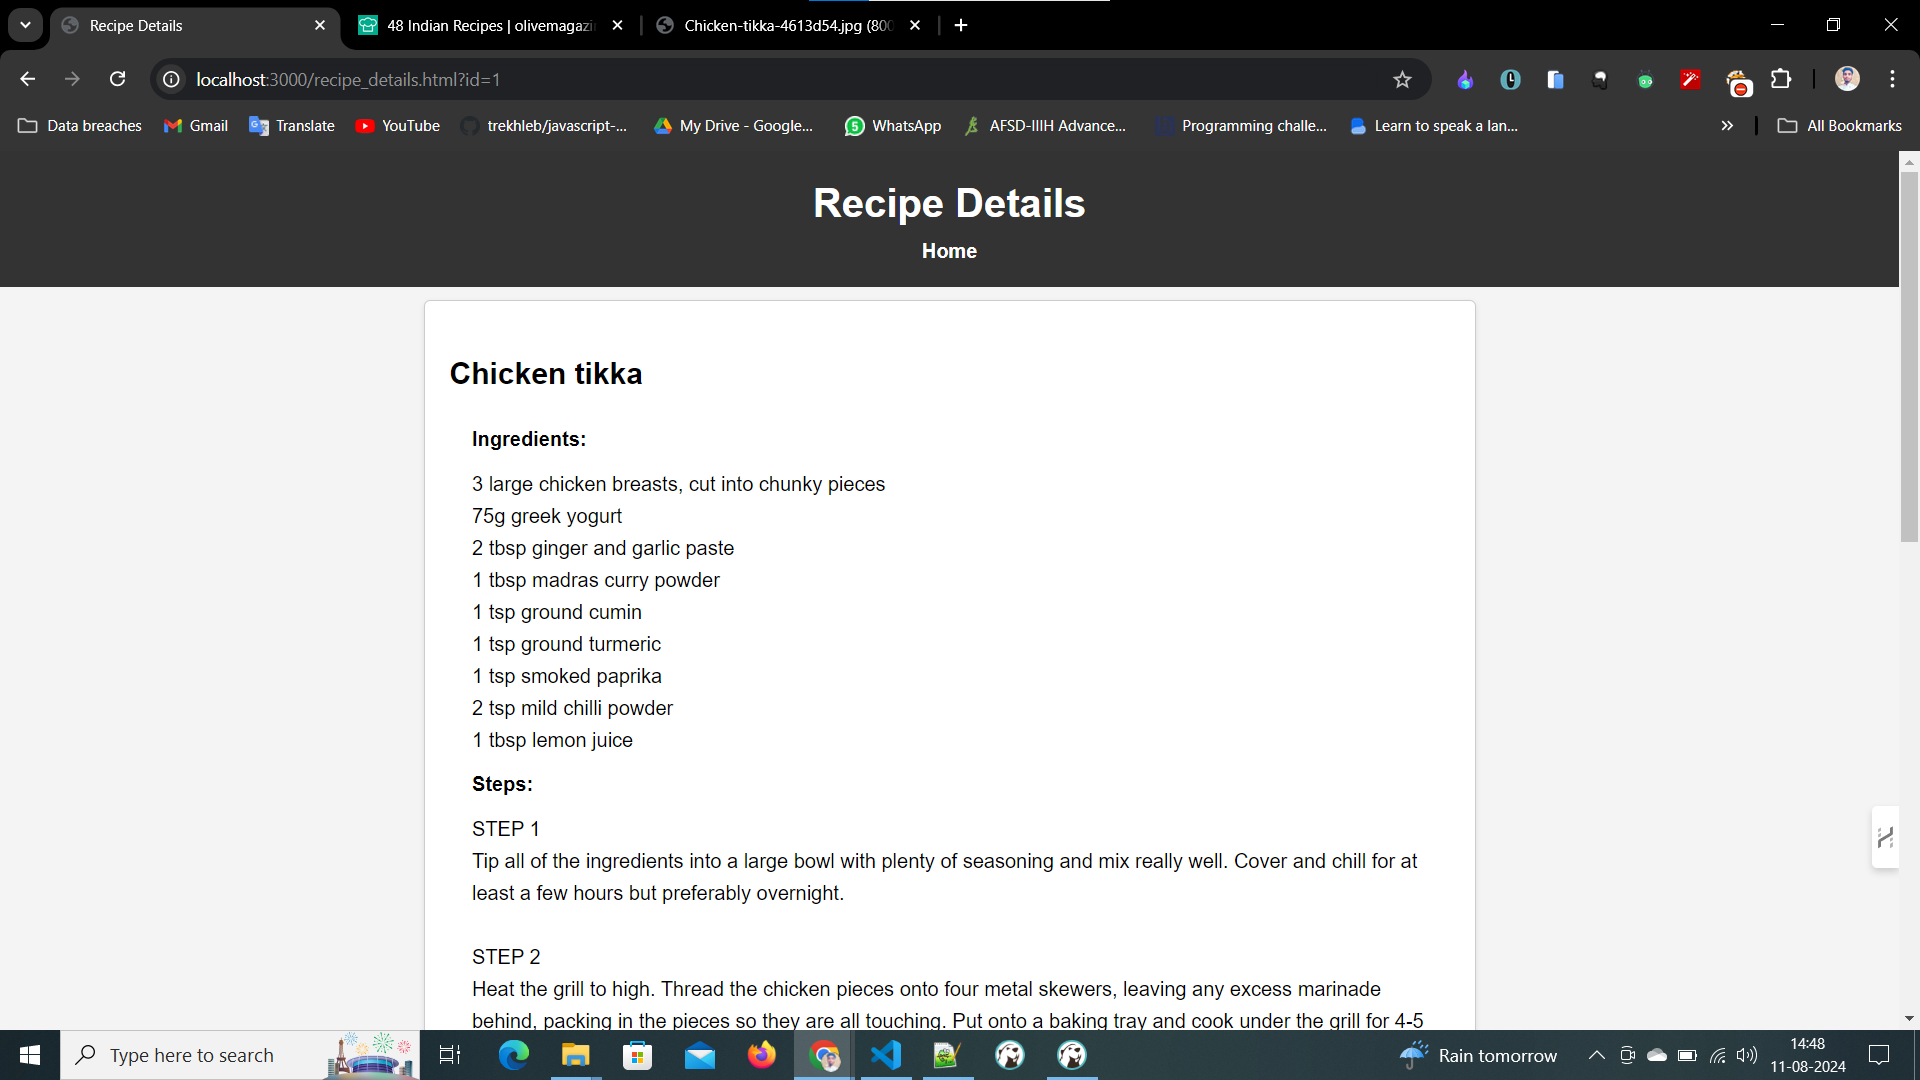 Recipe Details
48 Indian Recipes | olivemagazi
Chicken-tikka-4613d54.jpg (800
localhost:3000/recipe_details.html?id=1
Data breaches
Gmail
Translate
YouTube
trekhleb/javascript-...
My Drive - Google...
5
WhatsApp
AFSD-IIIH Advance...
Programming challe...
Learn to speak a lan...
All Bookmarks
Recipe Details
Home
Chicken tikka
Ingredients:
3 large chicken breasts, cut into chunky pieces
75g greek yogurt
2 tbsp ginger and garlic paste
1 tbsp madras curry powder
1 tsp ground cumin
1 tsp ground turmeric
1 tsp smoked paprika
2 tsp mild chilli powder
1 tbsp lemon juice
Steps:
STEP 1
Tip all of the ingredients into a large bowl with plenty of seasoning and mix really well. Cover and chill for at
least a few hours but preferably overnight.
STEP 2
Heat the grill to high. Thread the chicken pieces onto four metal skewers, leaving any excess marinade
behind, packing in the pieces so they are all touching. Put onto a baking tray and cook under the grill for 4-5
Type here to search
Rain tomorrow
14:48
11-08-2024